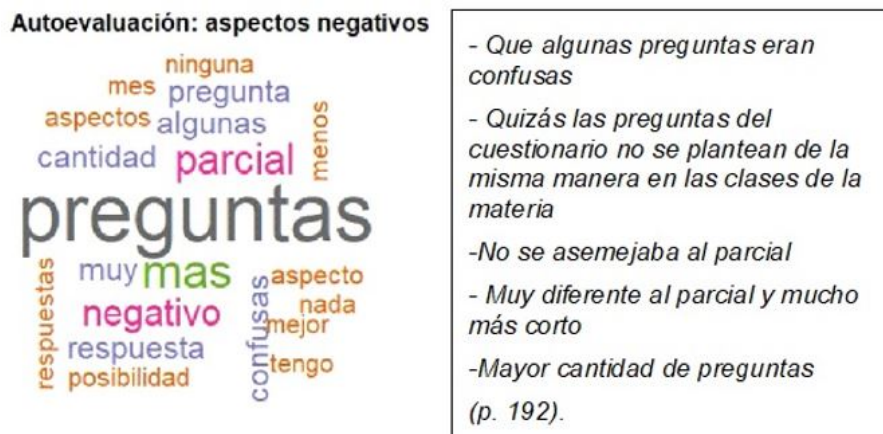 Autoevaluación: aspectos negativos
ninguna
mes pregunta
aspectos algunas
menos
cantidad parcial
preguntas
respuestas
muy mas
confusas
aspecto
negativo
nada
mejor
respuesta
tengo
posibilidad
- Que algunas preguntas eran
confusas
- Quizás las preguntas del
cuestionario no se plantean de la
misma manera en las clases de la
materia
-No se asemejaba al parcial
- Muy diferente al parcial y mucho
más corto
-Mayor cantidad de preguntas
(p. 192).